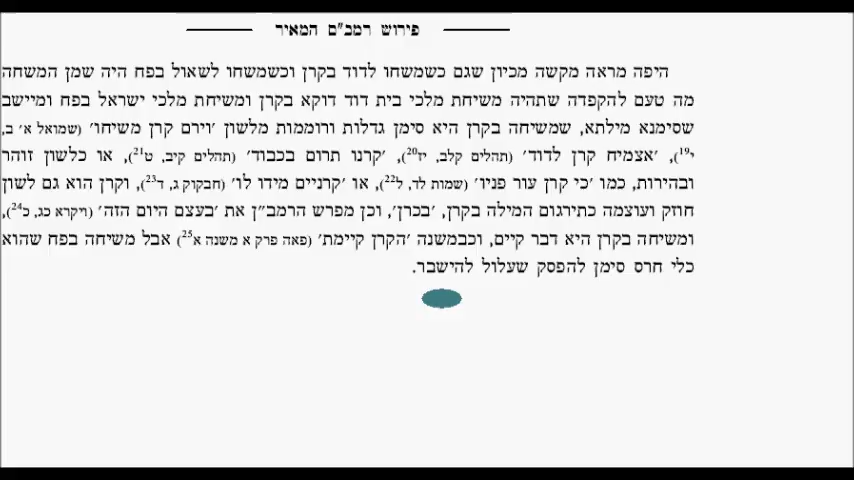 פירוש רמב"ם המאיר
היפה מראה מקשה מכיון שגם כשמשחו לדוד בקרן וכשמשחו לשאול בפח היה שמן המשחה
מה טעם להקפדה שתהיה משיחת מלכי בית דוד דוקא בקרן ומשיחת מלכי ישראל בפח ומיישב
שסימנא מילתא, שמשיחה בקרן היא סימן גדלות ורוממות מלשון 'וירם קרן משיחו' (שמואל א' ב,
י19), 'אצמיח קרן לדוד' (תהלים קלב, יז20), 'קרנו תרום בכבוד' (תהלים קיב, ט21), או כלשון זוהר
ובהירות, כמו 'כי קרן עור פניו' (שמות לד, ל22), או 'קרניים מידו לו' (חבקוק ג, ד23), וקרן הוא גם לשון
חוזק ועוצמה כתירגום המילה בקרן, 'בכרן', וכן מפרש הרמב"ן את 'בעצם היום הזה' (ויקרא כג, כ24),
ומשיחה בקרן היא דבר קיים, וכבמשנה 'הקרן קיימת' (פאה פרק א משנה א25) אבל משיחה בפח שהוא
כלי חרס סימן להפסק שעלול להישבר.